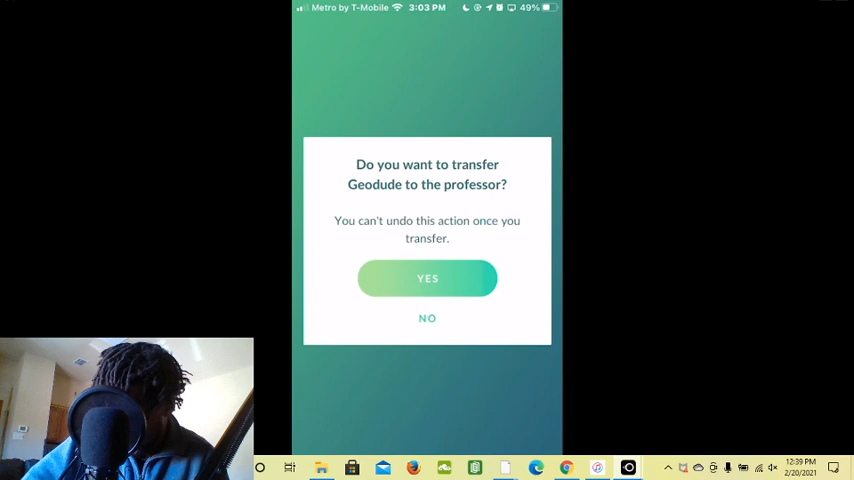 Metro by T-Mobile
3:03 PM
49%
Do you want to transfer
Geodude to the professor?
You can't undo this action once you
transfer.
YES
NO
12:39 PM
2/20/2021